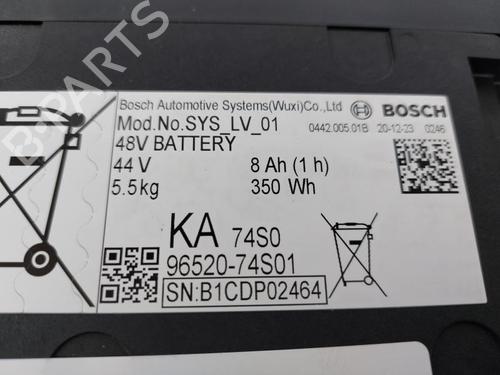 Bosch Automotive Systems(Wuxi)Co.,Ltd
BOSCH
Mod.No.SYS_LV_01
0442.005.01B 20-12-23 0246
48V BATTERY
44 V 8 Ah (1 h)
5.5kg 350 Wh
KA 74S0
96520-74S01
SN:B1CDP02464
B-PARTS